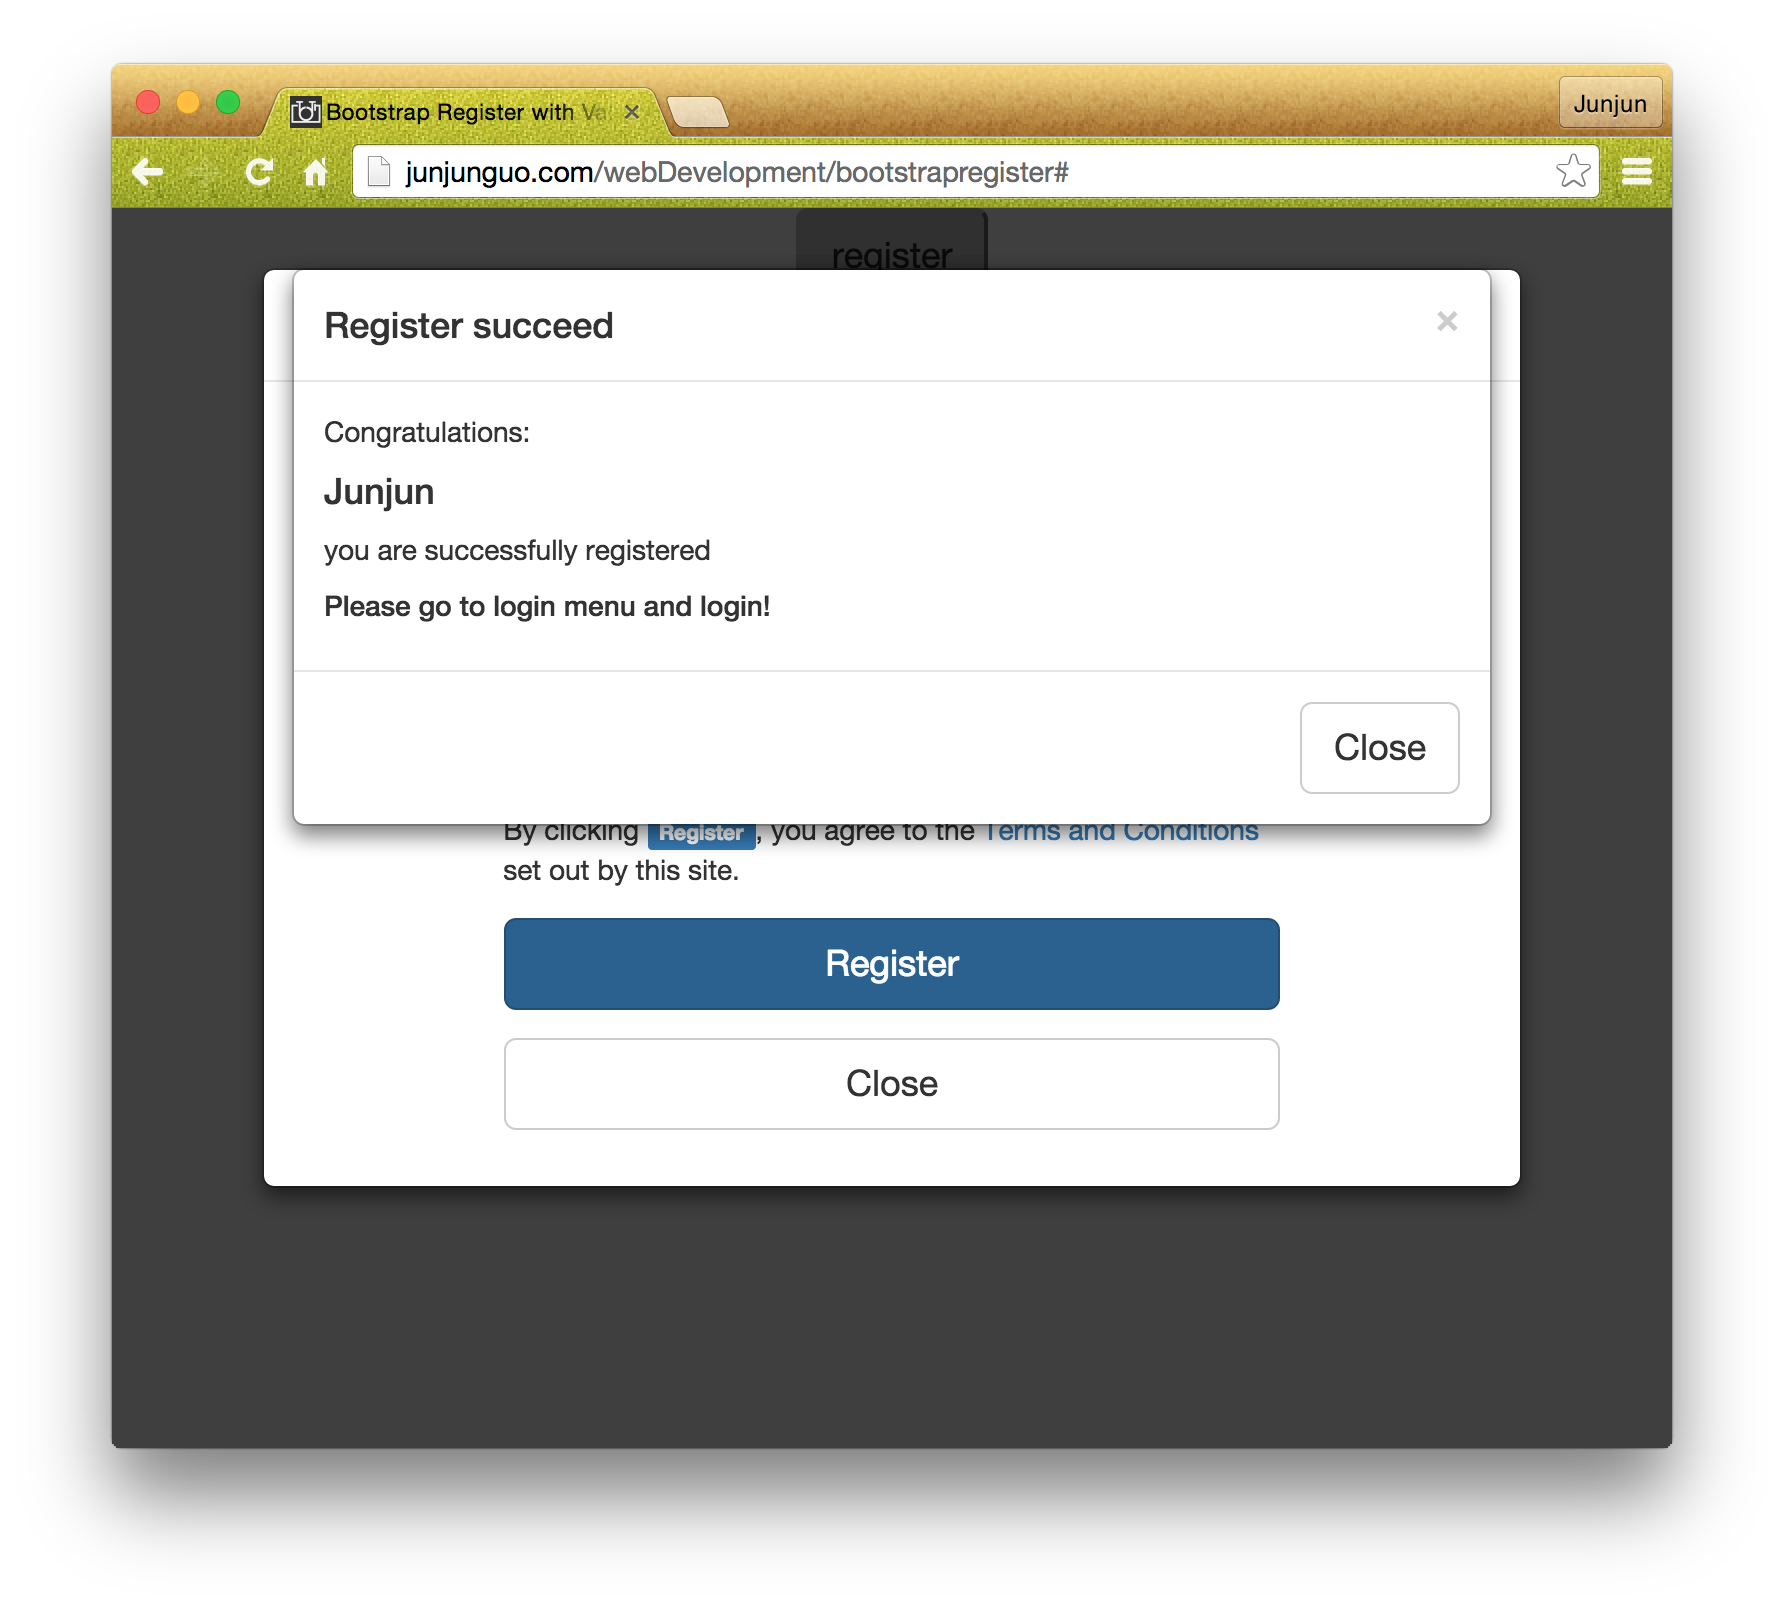 Bootstrap Register with Va
Junjun
junjunguo.com/webDevelopment/bootstrapregister#
register
Register succeed
×
Congratulations:
Junjun
you are successfully registered
Please go to login menu and login!
Close
By clicking Register, you agree to the Terms and Conditions
set out by this site.
Register
Close